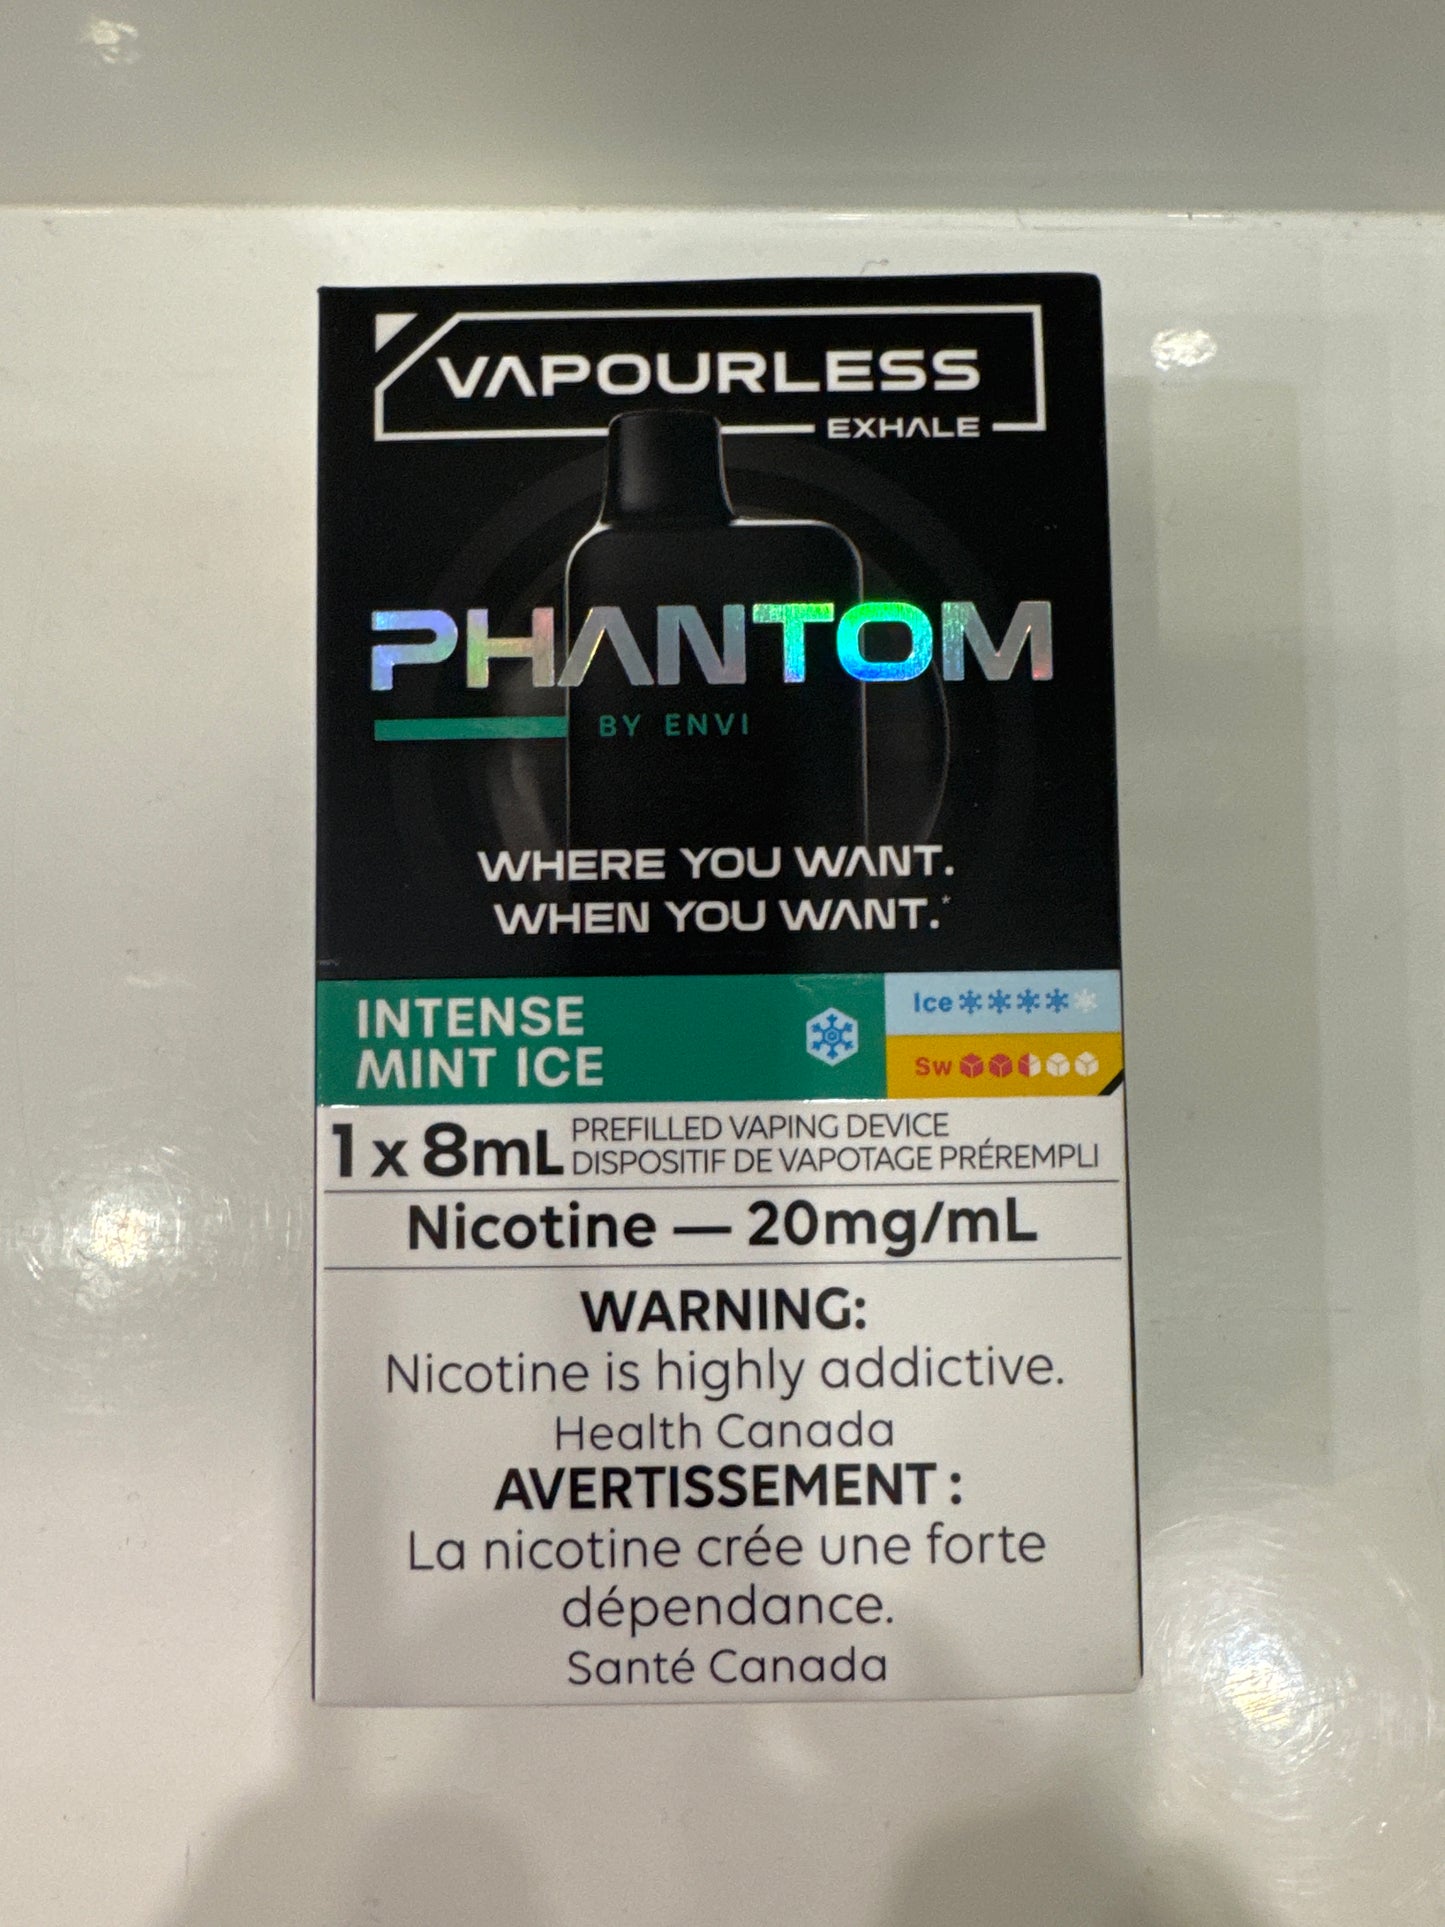 VAPOURLESS
EXHALE
PHANTOM
BY ENVI
WHERE YOU WANT.
WHEN YOU WANT.*
INTENSE
MINT ICE
Ice
Sw
1 x 8mL
PREFILLED VAPING DEVICE
DISPOSITIF DE VAPOTAGE PRÉREMPLI
Nicotine — 20mg/mL
WARNING:
Nicotine is highly addictive.
Health Canada
AVERTISSEMENT :
La nicotine crée une forte
dépendance.
Santé Canada